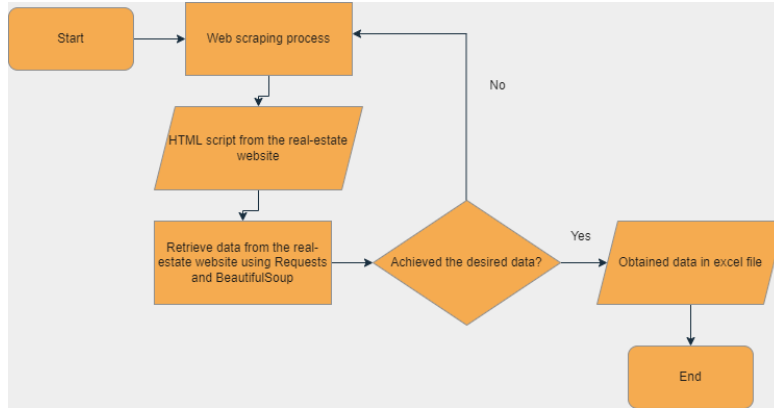 Start
Web scraping process
No
HTML script from the real-estate
website
Retrieve data from the real-
estate website using Requests
and BeautifulSoup
Achieved the desired data?
Yes
Obtained data in excel file
End